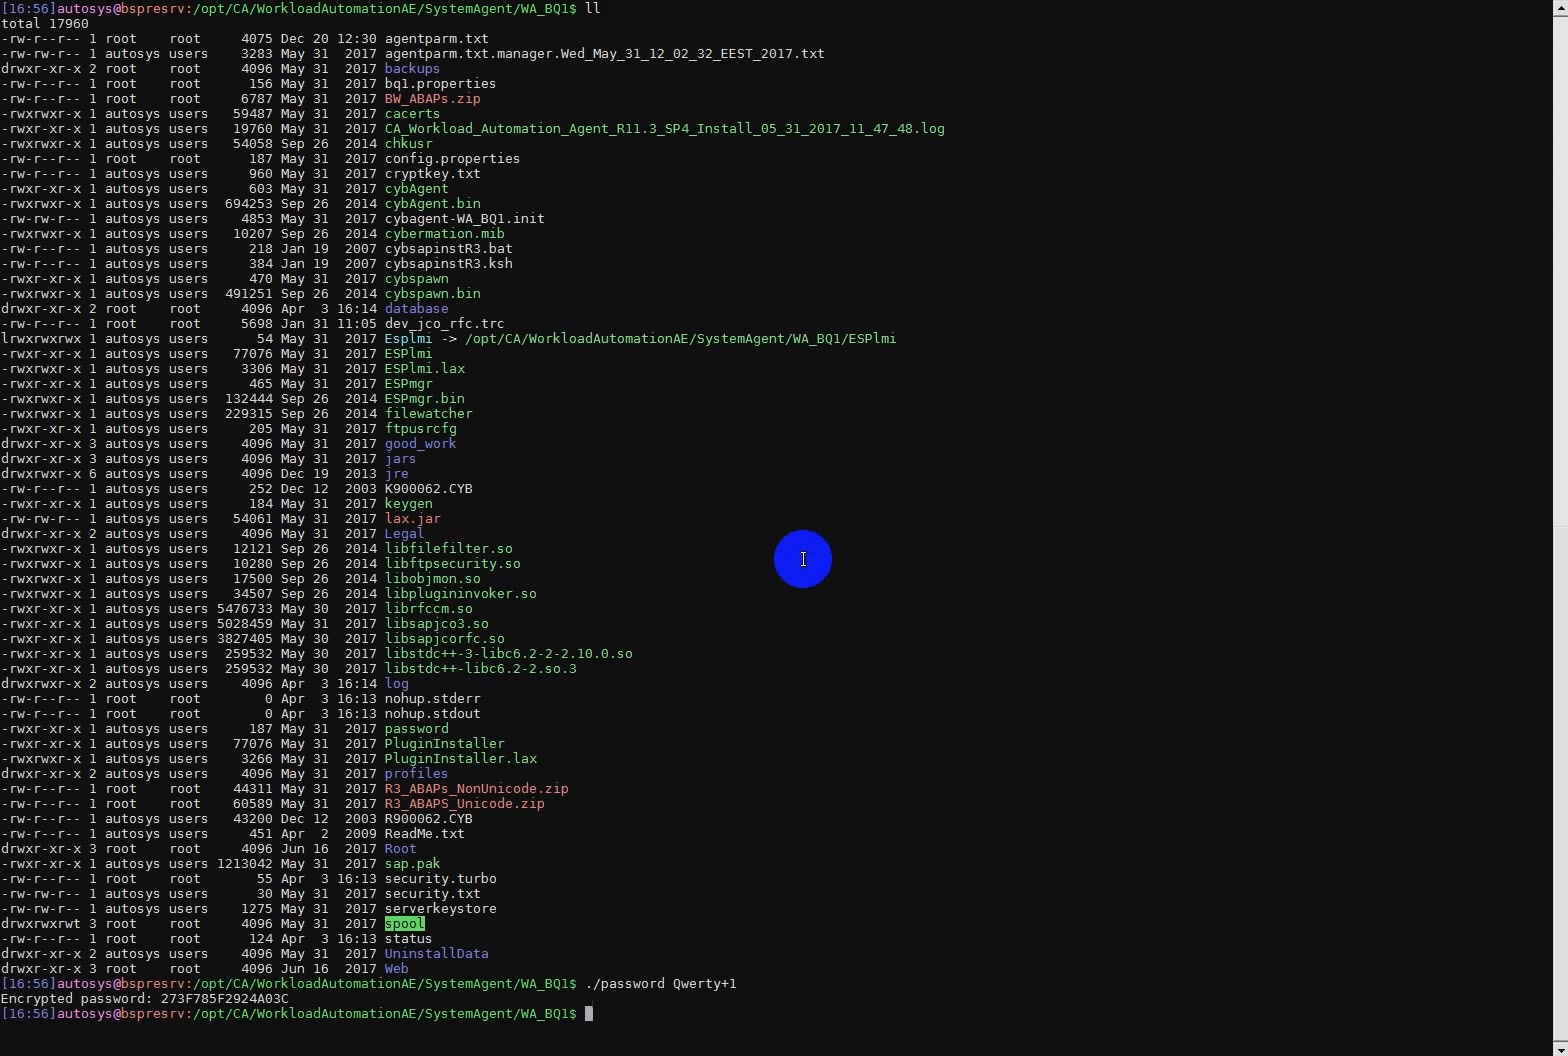 [16:56]autosys@bspresrv:/opt/CA/WorkloadAutomationAE/SystemAgent/WA_BQ1$ ll
total 17960
-rw-r--r-- 1 root    root     4075 Dec 20 12:30 agentparm.txt
-rw-rw-r-- 1 autosys users    3283 May 31  2017 agentparm.txt.manager.Wed_May_31_12_02_32_EEST_2017.txt
drwxr-xr-x 2 root    root     4096 May 31  2017 backups
-rw-r--r-- 1 root    root      156 May 31  2017 bq1.properties
-rw-r--r-- 1 root    root     6787 May 31  2017 BW_ABAPs.zip
-rwxrwxr-x 1 autosys users   59487 May 31  2017 cacerts
-rwxrwxr-x 1 autosys users   19760 May 31  2017 CA_Workload_Automation_Agent_R11.3_SP4_Install_05_31_2017_11_47_48.log
-rwxrwxr-x 1 autosys users   54058 Sep 26  2014 chkusr
-rw-r--r-- 1 root    root      187 May 31  2017 config.properties
-rw-r--r-- 1 autosys users     960 May 31  2017 cryptkey.txt
-rwxr-xr-x 1 autosys users     603 May 31  2017 cybAgent
-rwxrwxr-x 1 autosys users  694253 Sep 26  2014 cybAgent.bin
-rw-rw-r-- 1 autosys users    4853 May 31  2017 cybagent-WA_BQ1.init
-rwxrwxr-x 1 autosys users   10207 Sep 26  2014 cybermation.mib
-rw-r--r-- 1 autosys users     218 Jan 19  2007 cybsapinstR3.bat
-rw-r--r-- 1 autosys users     384 Jan 19  2007 cybsapinstR3.ksh
-rwxr-xr-x 1 autosys users     470 May 31  2017 cybspawn
-rwxrwxr-x 1 autosys users  491251 Sep 26  2014 cybspawn.bin
drwxr-xr-x 2 root    root     4096 Apr  3 16:14 database
-rw-r--r-- 1 root    root     5698 Jan 31 11:05 dev_jco_rfc.trc
lrwxrwxrwx 1 autosys users      54 May 31  2017 Esplmi -> /opt/CA/WorkloadAutomationAE/SystemAgent/WA_BQ1/ESPlmi
-rwxr-xr-x 1 autosys users   77076 May 31  2017 ESPlmi
-rwxrwxr-x 1 autosys users    3306 May 31  2017 ESPlmi.lax
-rwxr-xr-x 1 autosys users     465 May 31  2017 ESPmgr
-rwxrwxr-x 1 autosys users  132444 Sep 26  2014 ESPmgr.bin
-rwxrwxr-x 1 autosys users  229315 Sep 26  2014 filewatcher
-rwxr-xr-x 1 autosys users     205 May 31  2017 ftpusrcfg
drwxr-xr-x 3 autosys users    4096 May 31  2017 good_work
drwxr-xr-x 3 autosys users    4096 May 31  2017 jars
drwxrwxr-x 6 autosys users    4096 Dec 19  2013 jre
-rw-r--r-- 1 autosys users     252 Dec 12  2003 K900062.CYB
-rwxr-xr-x 1 autosys users     184 May 31  2017 keygen
-rw-rw-r-- 1 autosys users   54061 May 31  2017 lax.jar
drwxr-xr-x 2 autosys users    4096 May 31  2017 Legal
-rwxrwxr-x 1 autosys users   12121 Sep 26  2014 libfilefilter.so
-rwxrwxr-x 1 autosys users   10280 Sep 26  2014 libftpsecurity.so
-rwxrwxr-x 1 autosys users   17500 Sep 26  2014 libobjmon.so
-rwxrwxr-x 1 autosys users   34507 Sep 26  2014 libplugininvoker.so
-rwxr-xr-x 1 autosys users 5476733 May 30  2017 librfccm.so
-rwxr-xr-x 1 autosys users 5028459 May 31  2017 libsapjco3.so
-rwxr-xr-x 1 autosys users 3827405 May 30  2017 libsapjcorfc.so
-rwxr-xr-x 1 autosys users  259532 May 30  2017 libstdc++-3-libc6.2-2-2.10.0.so
-rwxr-xr-x 1 autosys users  259532 May 30  2017 libstdc++-libc6.2-2.so.3
drwxrwxr-x 2 autosys users    4096 Apr  3 16:14 log
-rw-r--r-- 1 root    root        0 Apr  3 16:13 nohup.stderr
-rw-r--r-- 1 root    root        0 Apr  3 16:13 nohup.stdout
-rwxr-xr-x 1 autosys users     187 May 31  2017 password
-rwxr-xr-x 1 autosys users   77076 May 31  2017 PluginInstaller
-rwxr-xr-x 1 autosys users    3266 May 31  2017 PluginInstaller.lax
drwxr-xr-x 2 autosys users    4096 May 31  2017 profiles
-rw-r--r-- 1 root    root    44311 May 31  2017 R3_ABAPs_NonUnicode.zip
-rw-r--r-- 1 root    root    60589 May 31  2017 R3_ABAPS_Unicode.zip
-rw-r--r-- 1 autosys users   43200 Dec 12  2003 R900062.CYB
-rw-r--r-- 1 autosys users     451 Apr  2  2009 ReadMe.txt
drwxr-xr-x 3 root    root     4096 Jun 16  2017 Root
-rwxr-xr-x 1 autosys users 1213042 May 31  2017 sap.pak
-rw-r--r-- 1 root    root       55 Apr  3 16:13 security.turbo
-rw-rw-r-- 1 autosys users      30 May 31  2017 security.txt
-rw-rw-r-- 1 autosys users    1275 May 31  2017 serverkeystore
drwxrwxrwt 3 root    root     4096 May 31  2017 spool
-rw-r--r-- 1 root    root      124 Apr  3 16:13 status
drwxrwxr-x 2 autosys users    4096 May 31  2017 UninstallData
drwxr-xr-x 3 root    root     4096 Jun 16  2017 Web
[16:56]autosys@bspresrv:/opt/CA/WorkloadAutomationAE/SystemAgent/WA_BQ1$ ./password Qwerty+1
Encrypted password: 273F785F2924A03C
[16:56]autosys@bspresrv:/opt/CA/WorkloadAutomationAE/SystemAgent/WA_BQ1$